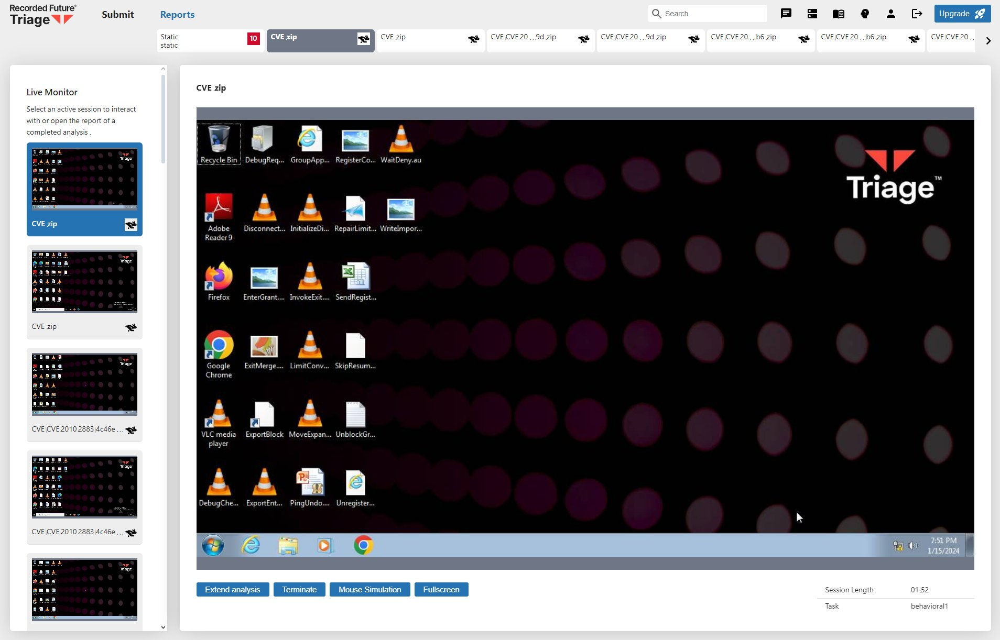 Recorded Future®
Triage
Submit
Reports
Search
Upgrade
Static
static
10
CVE.zip
CVE.zip
CVE\CVE20 ...9d.zip
CVE\CVE20 ...9d.zip
CVE\CVE20 ...b6.zip
CVE\CVE20 ...b6.zip
CVE\CVE20 ..
Live Monitor
Select an active session to interact
with or open the report of a
completed analysis.
CVE.zip
CVE.zip
CVE\CVE2010.2883\4c46e ...
CVE\CVE2010.2883\4c46e ...
CVE.zip
Recycle Bin
DebugReq...
GroupApp...
RegisterCo...
WaitDeny.au
Triage™
Adobe
Reader 9
Disconnect...
InitializeDi...
RepairLimit...
WriteImpor...
Firefox
EnterGrant....
InvokeExit....
SendRegist...
Google
Chrome
ExitMerge....
LimitConv...
SkipResum...
VLC media
player
ExportBlock
MoveExpan...
UnblockGr...
DebugChe...
ExportEnt...
PingUndo....
Unregister...
7:51 PM
1/15/2024
Extend analysis
Terminate
Mouse Simulation
Fullscreen
Session Length
01:52
Task
behavioral1